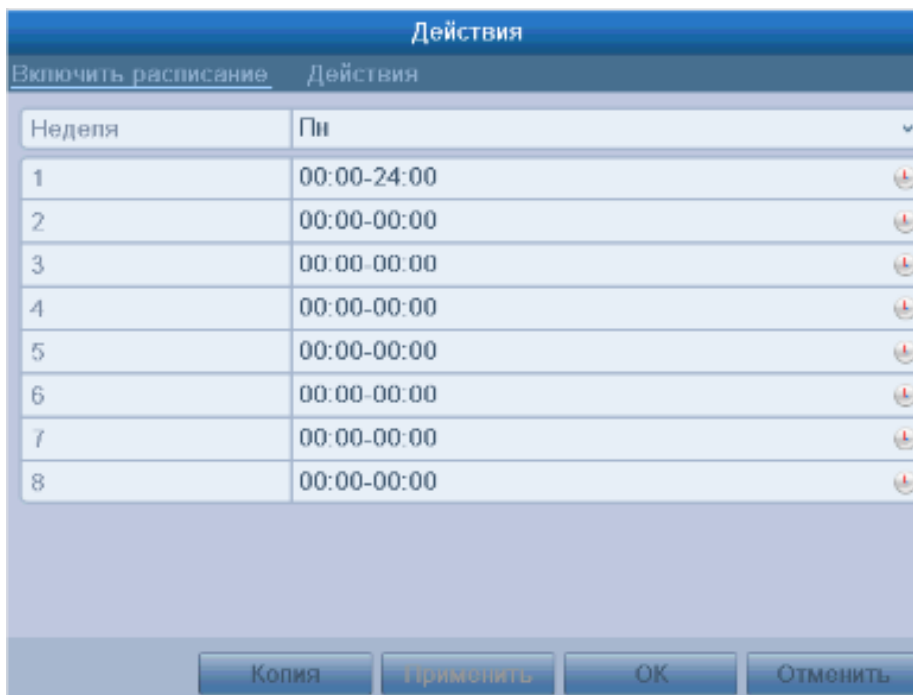 Действия
Включить расписание Действия
Неделя Пн
1 00:00-24:00
2 00:00-00:00
3 00:00-00:00
4 00:00-00:00
5 00:00-00:00
6 00:00-00:00
7 00:00-00:00
8 00:00-00:00
Копия Применить OK Отменить